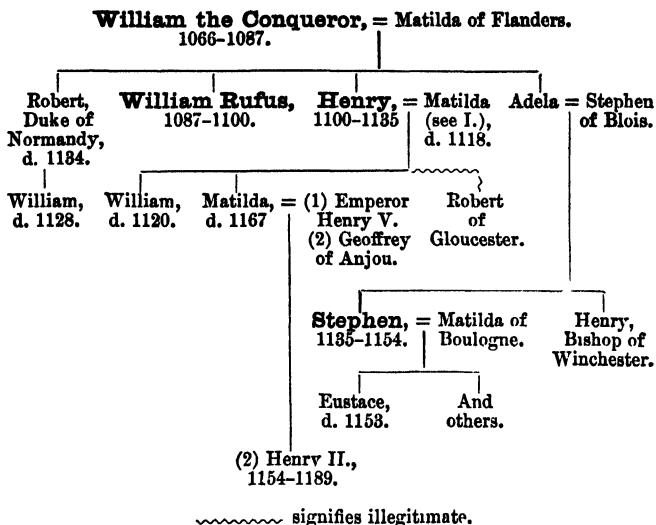 William the Conqueror, = Matilda of Flanders.
1066-1087.
Robert, Duke of Normandy, d. 1134.
William Rufus, 1087-1100.
Henry, 1100-1135 = Matilda (see I.), d. 1118.
Adela = Stephen of Blois.
William, d. 1128.
William, d. 1120.
Matilda, d. 1167 = (1) Emperor Henry V. (2) Geoffrey of Anjou.
Robert of Gloucester.
Stephen, 1135-1154. = Matilda of Boulogne.
Henry, Bishop of Winchester.
Eustace, d. 1153.
And others.
(2) Henry II., 1154-1189.
signifies illegitimate.